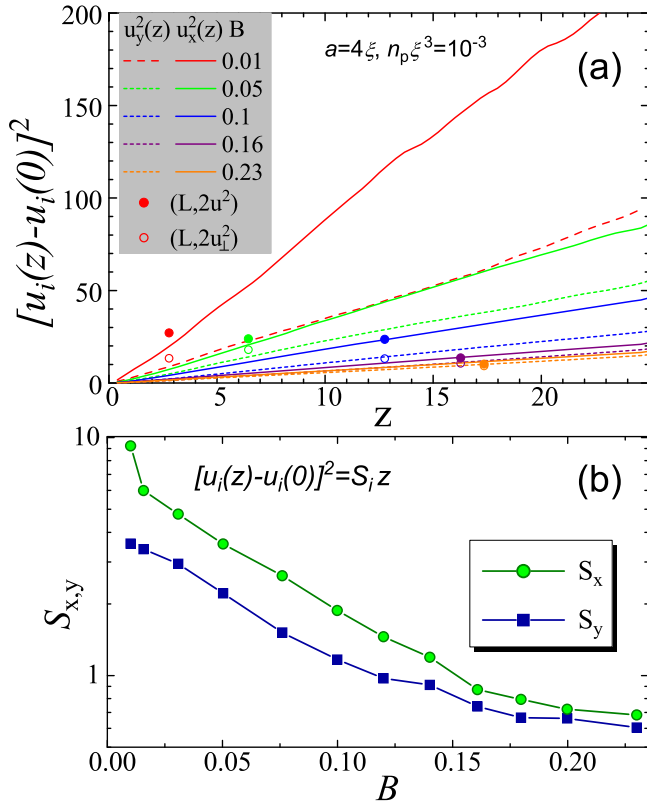 200
150
100
50
0
[u_i(z)-u_i(0)]^2
u_y^2(z) u_x^2(z) B
0.01
0.05
0.1
0.16
0.23
(L,2u^2)
(L,2u_⊥^2)
a=4ξ, n_pξ^3=10^-3
(a)
0 5 10 15 20
z
10
1
S_x,y
[u_i(z)-u_i(0)]^2=S_i z
(b)
S_x
S_y
0.00 0.05 0.10 0.15 0.20
B